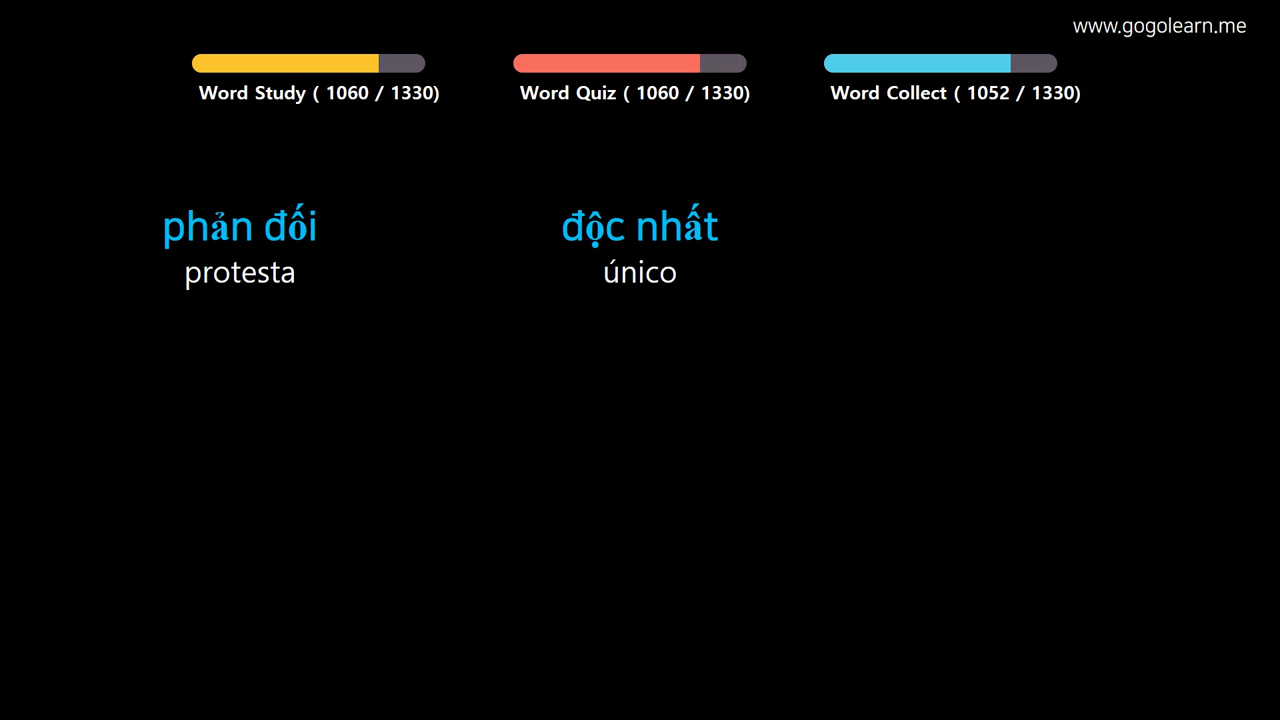 www.gogolearn.me
Word Study ( 1060 / 1330)
Word Quiz ( 1060 / 1330)
Word Collect ( 1052 / 1330)
phản đối
protesta
độc nhất
único